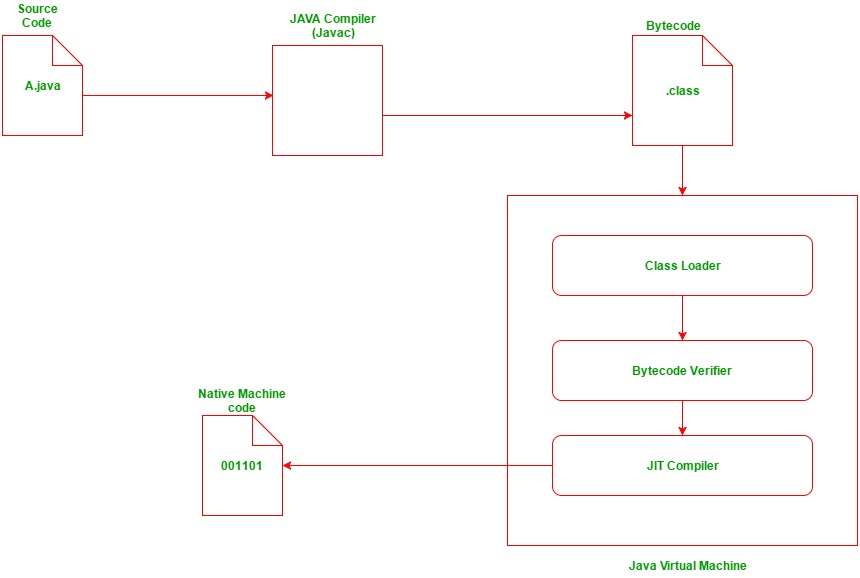 Source
Code
A.java
JAVA Compiler
(Javac)
Bytecode
.class
Class Loader
Bytecode Verifier
JIT Compiler
Java Virtual Machine
Native Machine
code
001101